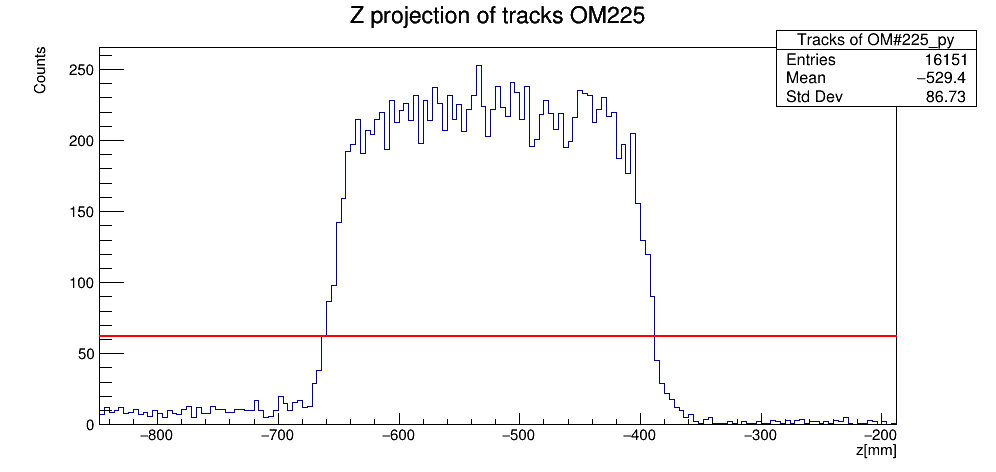 Z projection of tracks OM225
Tracks of OM#225_py
Entries 16151
Mean −529.4
Std Dev 86.73
Counts
250
200
150
100
50
0
−800 −700 −600 −500 −400 −300 −200
z[mm]